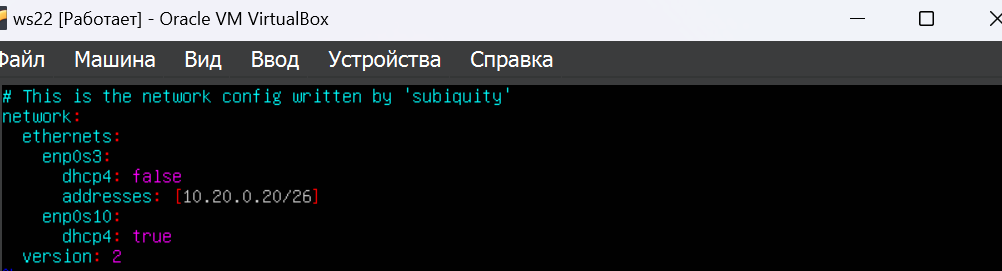 ws22 [Работает] - Oracle VM VirtualBox
Файл Машина Вид Ввод Устройства Справка
# This is the network config written by 'subiquity'
network:
  ethernets:
    enp0s3:
      dhcp4: false
      addresses: [10.20.0.20/26]
    enp0s10:
      dhcp4: true
  version: 2